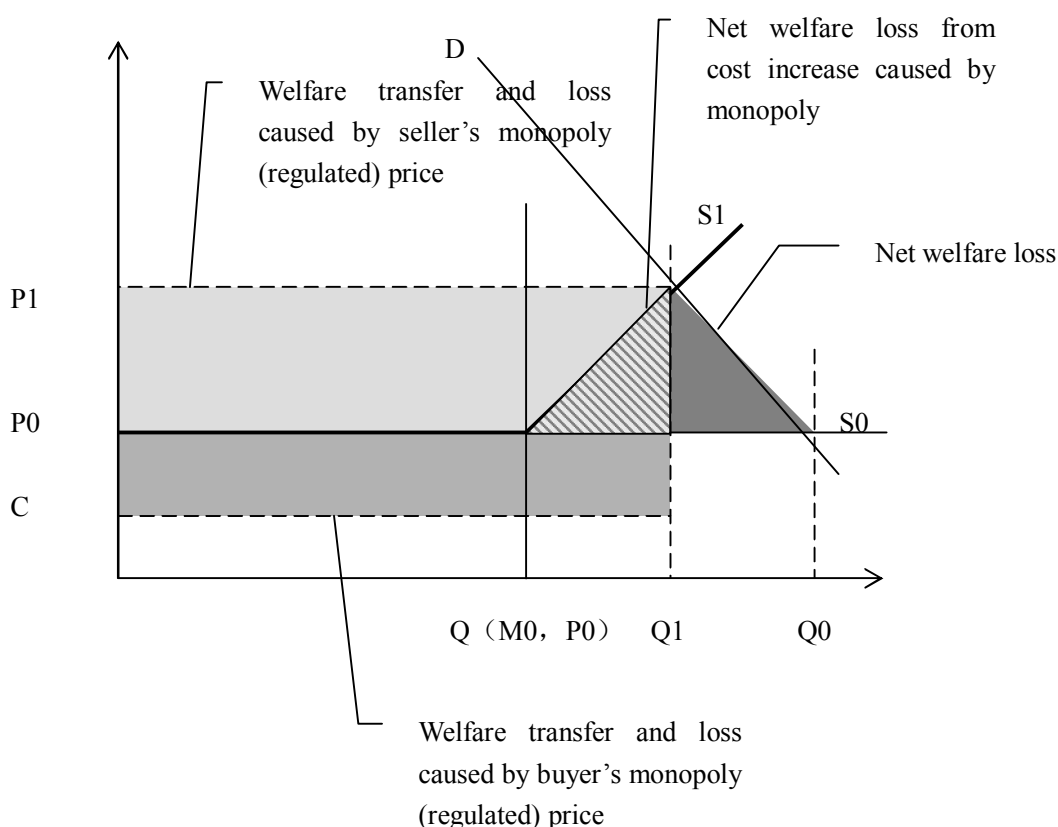 Net welfare loss from
cost increase caused by
monopoly
D
Welfare transfer and loss
caused by seller’s monopoly
(regulated) price
S1
Net welfare loss
P1
P0
S0
C
Q（M0，P0） Q1 Q0
Welfare transfer and loss
caused by buyer’s monopoly
(regulated) price